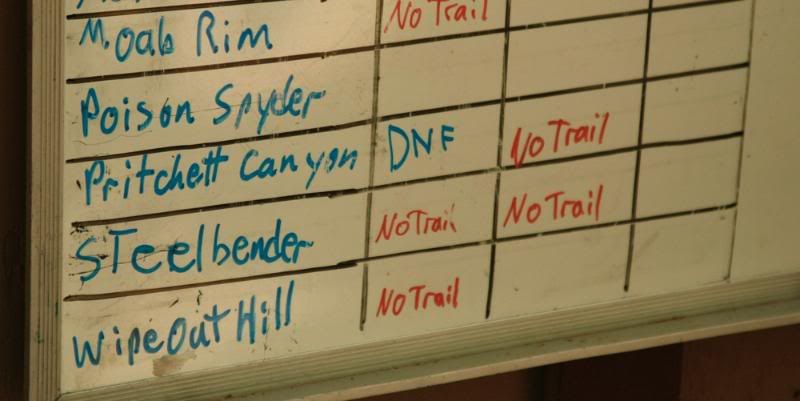 Moab Rim No Trail
Poison Spyder
Pritchett Canyon DNF No Trail
STeelbender No Trail No Trail
WipeOut Hill No Trail